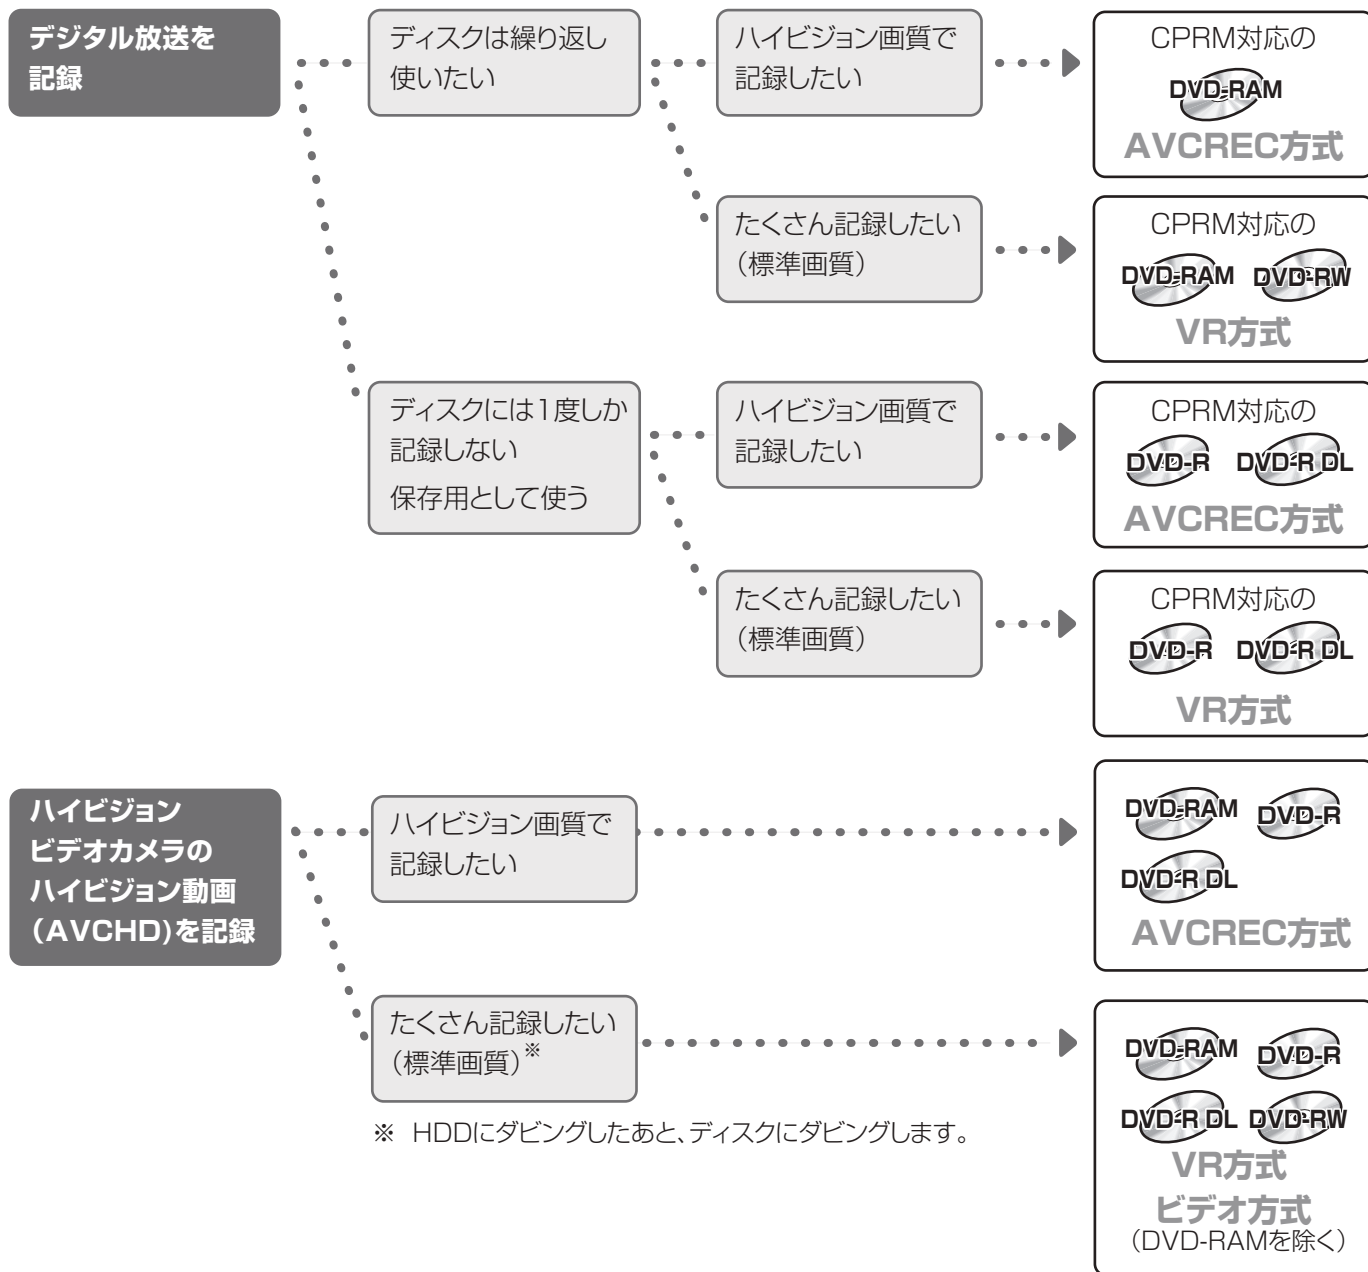 デジタル放送を
記録
ディスクは繰り返し
使いたい
ハイビジョン画質で
記録したい
CPRM対応の
DVD-RAM
AVCREC方式
たくさん記録したい
（標準画質）
CPRM対応の
DVD-RAM DVD-RW
VR方式
ディスクには1度しか
記録しない
保存用として使う
ハイビジョン画質で
記録したい
CPRM対応の
DVD-R DVD-R DL
AVCREC方式
たくさん記録したい
（標準画質）
CPRM対応の
DVD-R DVD-R DL
VR方式
ハイビジョン
ビデオカメラの
ハイビジョン動画
（AVCHD)を記録
ハイビジョン画質で
記録したい
DVD-RAM DVD-R
DVD-R DL
AVCREC方式
たくさん記録したい
（標準画質）※
※ HDDにダビングしたあと、ディスクにダビングします。
DVD-RAM DVD-R
DVD-R DL DVD-RW
VR方式
ビデオ方式
（DVD-RAMを除く）